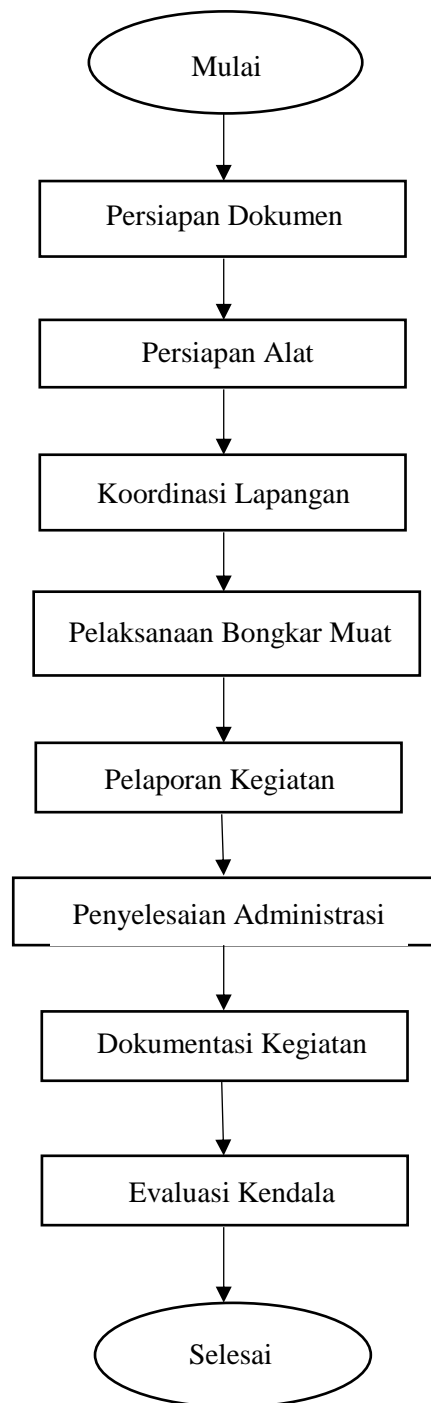 Mulai
Persiapan Dokumen
Persiapan Alat
Koordinasi Lapangan
Pelaksanaan Bongkar Muat
Pelaporan Kegiatan
Penyelesaian Administrasi
Dokumentasi Kegiatan
Evaluasi Kendala
Selesai